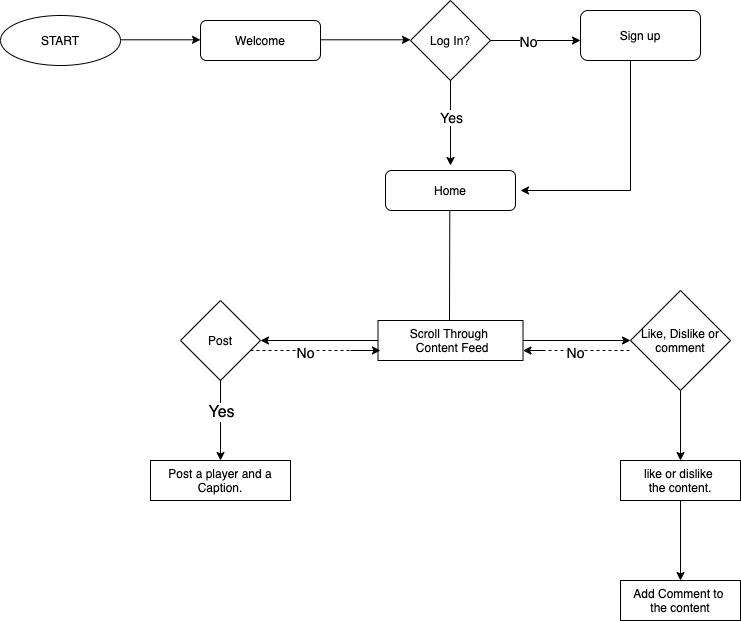 START
Welcome
Log In?
No
Sign up
Yes
Home
Post
No
Scroll Through
Content Feed
No
Like, Dislike or
comment
Yes
Post a player and a
Caption.
like or dislike
the content.
Add Comment to
the content